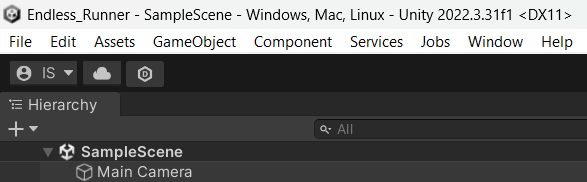 Endless_Runner - SampleScene - Windows, Mac, Linux - Unity 2022.3.31f1 <DX11>
File Edit Assets GameObject Component Services Jobs Window Help
IS
Hierarchy
All
SampleScene
Main Camera